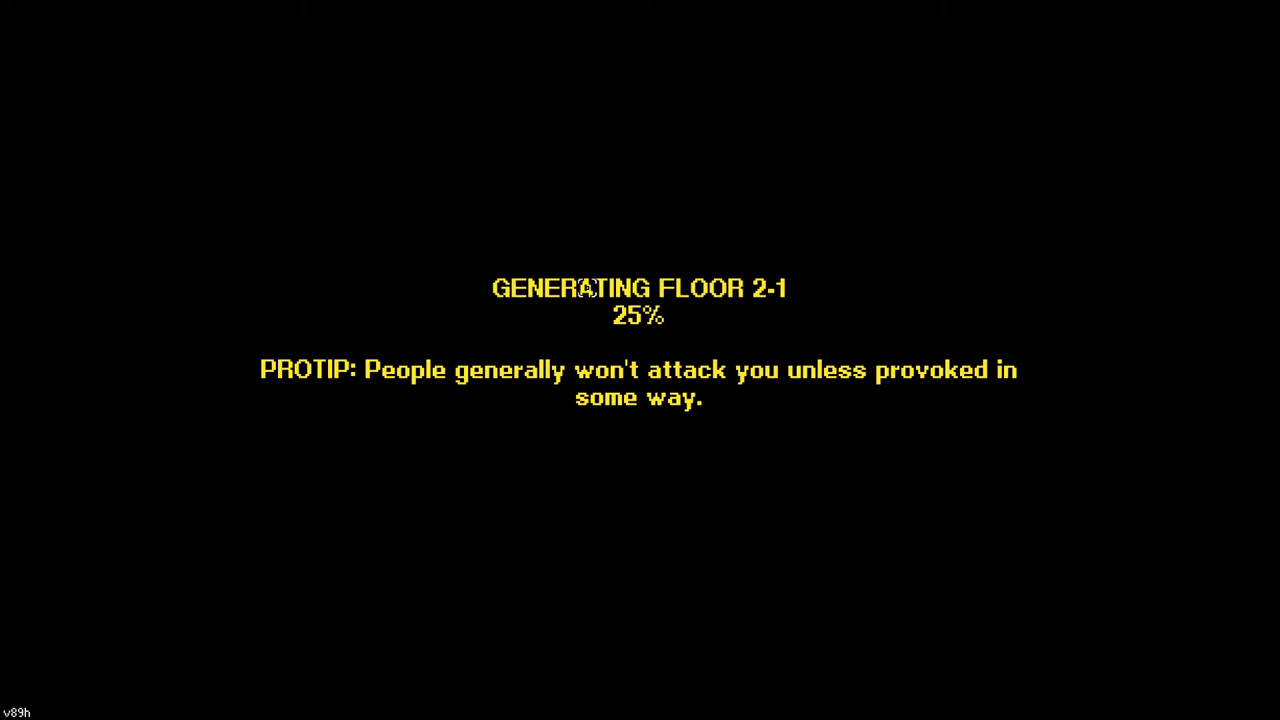 GENERATING FLOOR 2-1
25%
PROTIP: People generally won't attack you unless provoked in
some way.
v89h